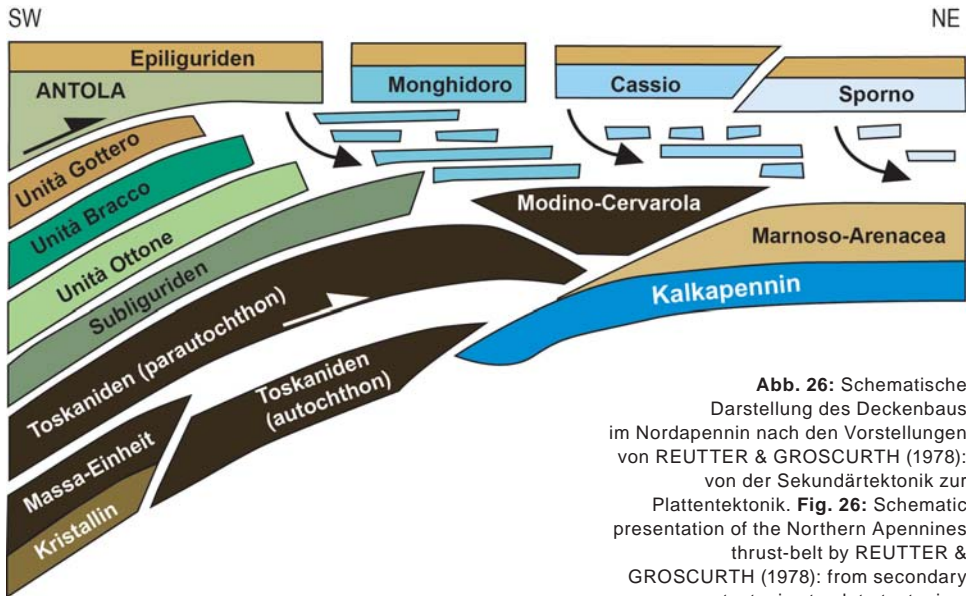 SW
NE
Epiliguriden
ANTOLA
Monghidoro
Cassio
Sporno
Unità Gottero
Unità Bracco
Unità Ottone
Subliguriden
Modino-Cervarola
Marnoso-Arenacea
Kalkapennin
Toskaniden (parautochthon)
Toskaniden
(autochthon)
Massa-Einheit
Kristallin
Abb. 26: Schematische
Darstellung des Deckenbaus
im Nordapennin nach den Vorstellungen
von REUTTER & GROSCURTH (1978):
von der Sekundärtektonik zur
Plattentektonik. Fig. 26: Schematic
presentation of the Northern Apennines
thrust-belt by REUTTER &
GROSCURTH (1978): from secondary